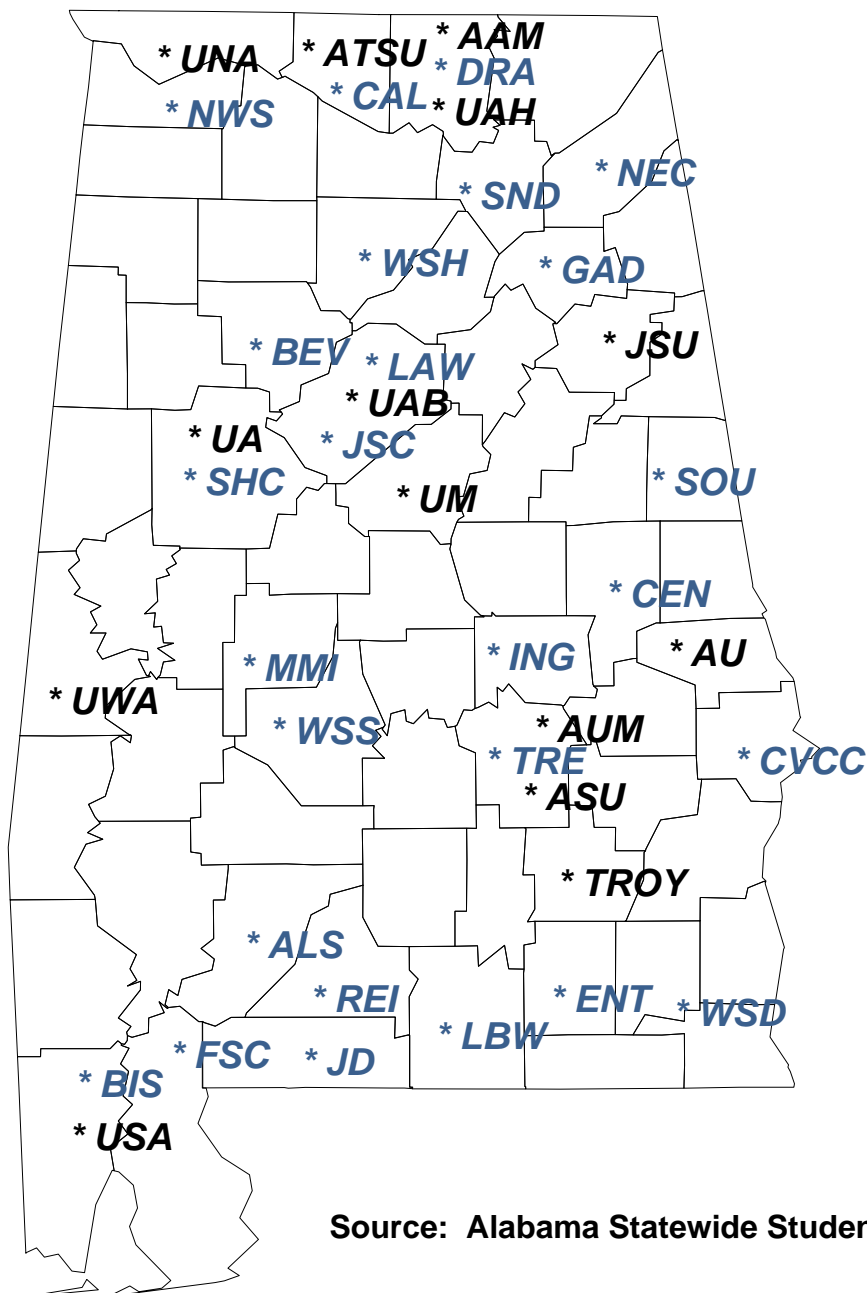 * AAM
* UNA
* ATSU
* DRA
* CAL
* UAH
* NWS
* NEC
* SND
* WSH
* GAD
* JSU
* BEV
* LAW
* UAB
* UA
* JSC
* SHC
* SOU
* UM
* CEN
* AU
* ING
* MMI
* UWA
* AUM
* WSS
* TRE
* CVCC
* ASU
* TROY
* ALS
* REI
* ENT
* WSD
* LBW
* FSC
* JD
* BIS
* USA
Source: Alabama Statewide Studen